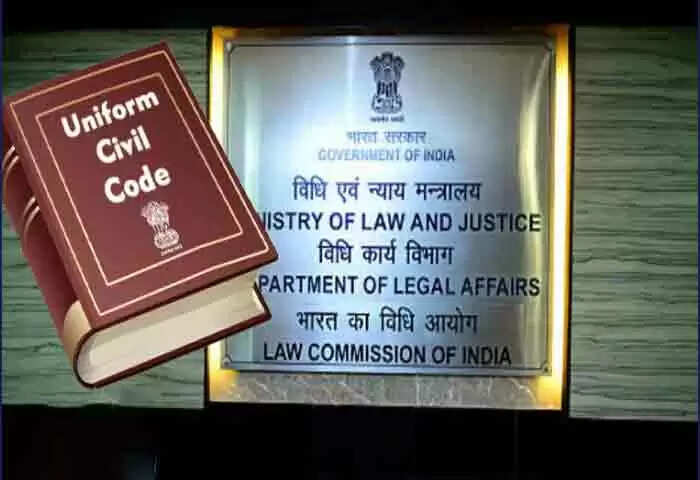 Uniform
Civil
Code
भारत सरकार
GOVERNMENT OF INDIA
विधि एवं न्याय मन्त्रालय
NISTRY OF LAW AND JUSTICE
विधि कार्य विभाग
PARTMENT OF LEGAL AFFAIRS
भारत का विधि आयोग
LAW COMMISSION OF INDIA